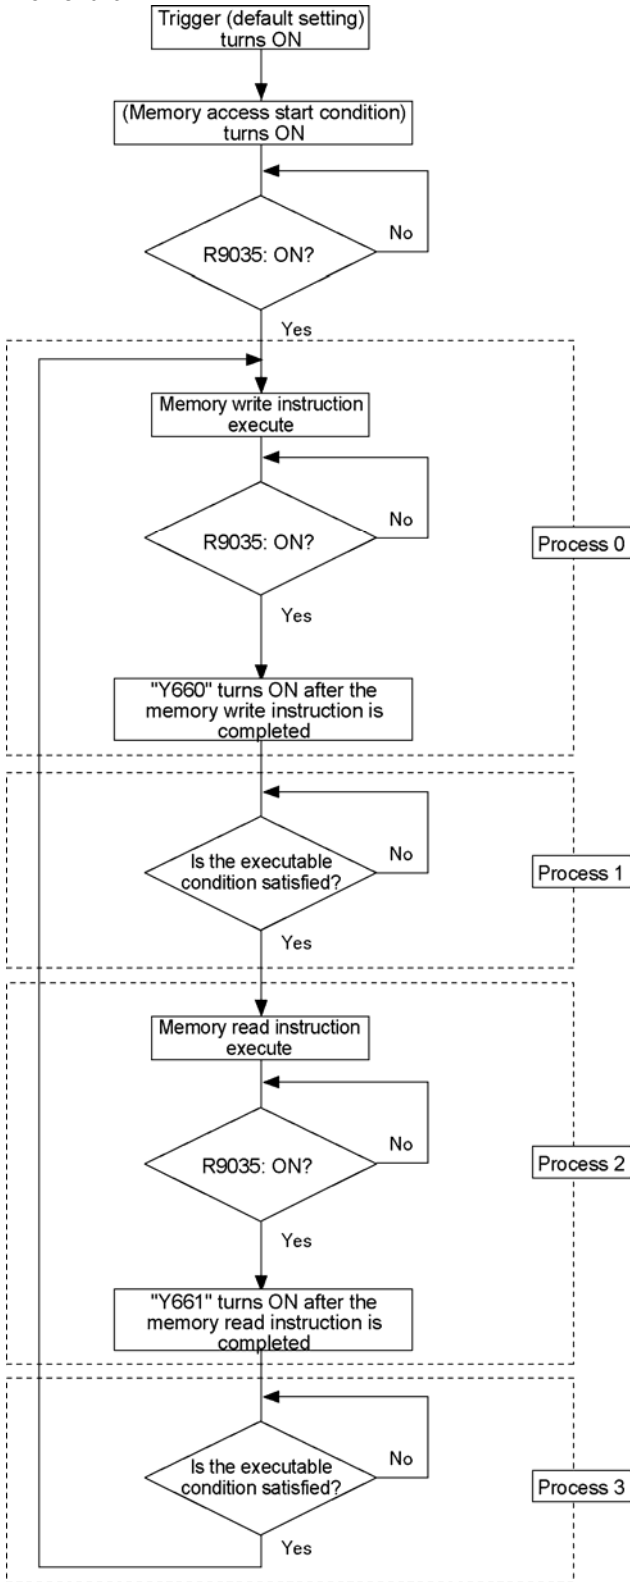 Trigger (default setting)
turns ON
(Memory access start condition)
turns ON
No
R9035: ON?
Yes
Memory write instruction
execute
No
R9035: ON?
Process 0
Yes
"Y660" turns ON after the
memory write instruction is
completed
Is the executable
condition satisfied?
No
Process 1
Yes
Memory read instruction
execute
No
R9035: ON?
Process 2
Yes
"Y661" turns ON after the
memory read instruction is
completed
Is the executable
condition satisfied?
No
Process 3
Yes